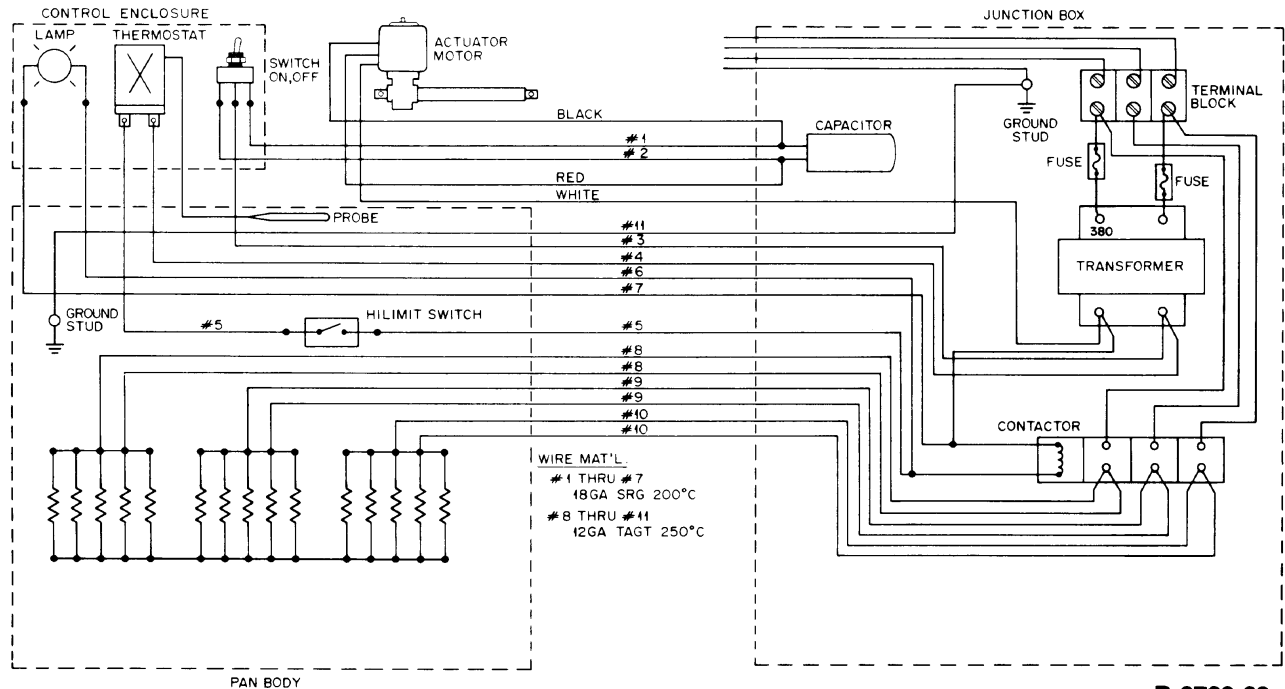 CONTROL ENCLOSURE
LAMP
THERMOSTAT
SWITCH
ON,OFF
ACTUATOR
MOTOR
JUNCTION BOX
TERMINAL
BLOCK
GROUND
STUD
BLACK
#1
#2
CAPACITOR
RED
WHITE
FUSE
FUSE
380
TRANSFORMER
PROBE
#11
#3
#4
#6
#7
GROUND
STUD
#5
HILIMIT SWITCH
#5
#8
#8
#9
#9
#10
#10
CONTACTOR
WIRE MAT'L.
#1 THRU #7
18GA SRG 200°C
#8 THRU #11
12GA TAGT 250°C
PAN BODY